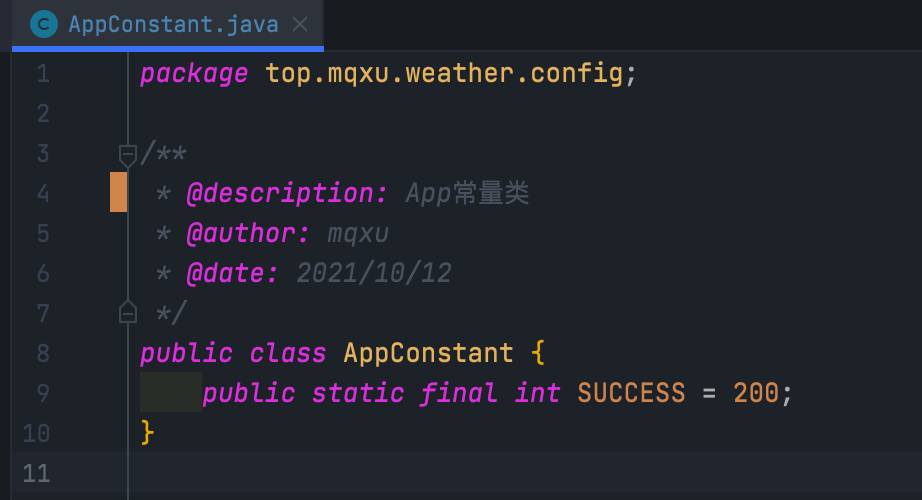 AppConstant.java
1 package top.mqxu.weather.config;
2
3 /**
4 * @description: App常量类
5 * @author: mqxu
6 * @date: 2021/10/12
7 */
8 public class AppConstant {
9 public static final int SUCCESS = 200;
10 }
11